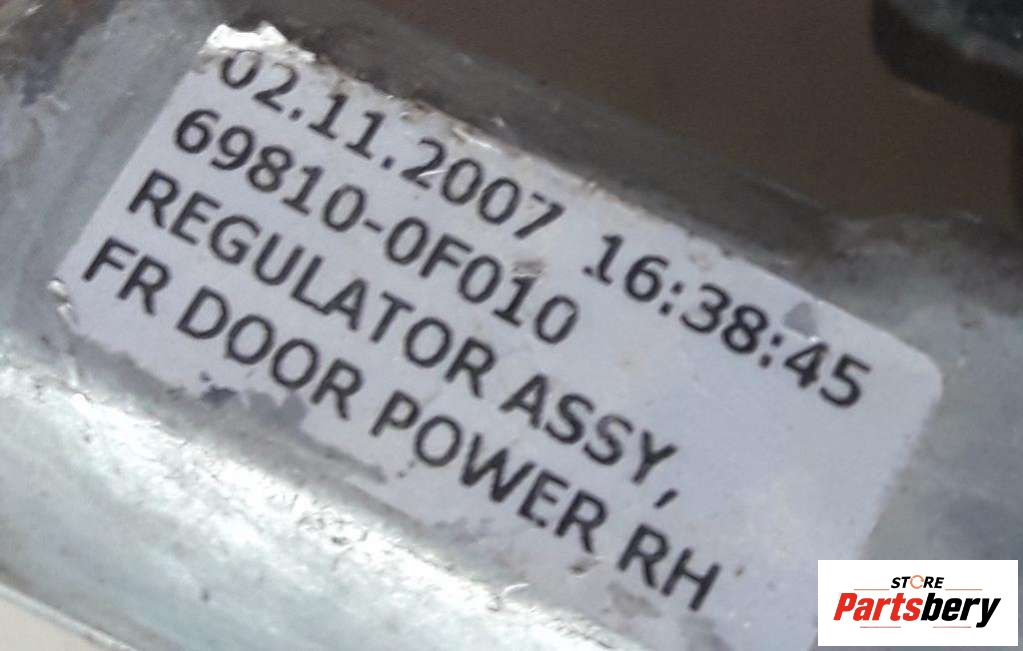 02.11.2007 16:38:45
69810-0F010
REGULATOR ASSY,
FR DOOR POWER RH
STORE
Partsbery